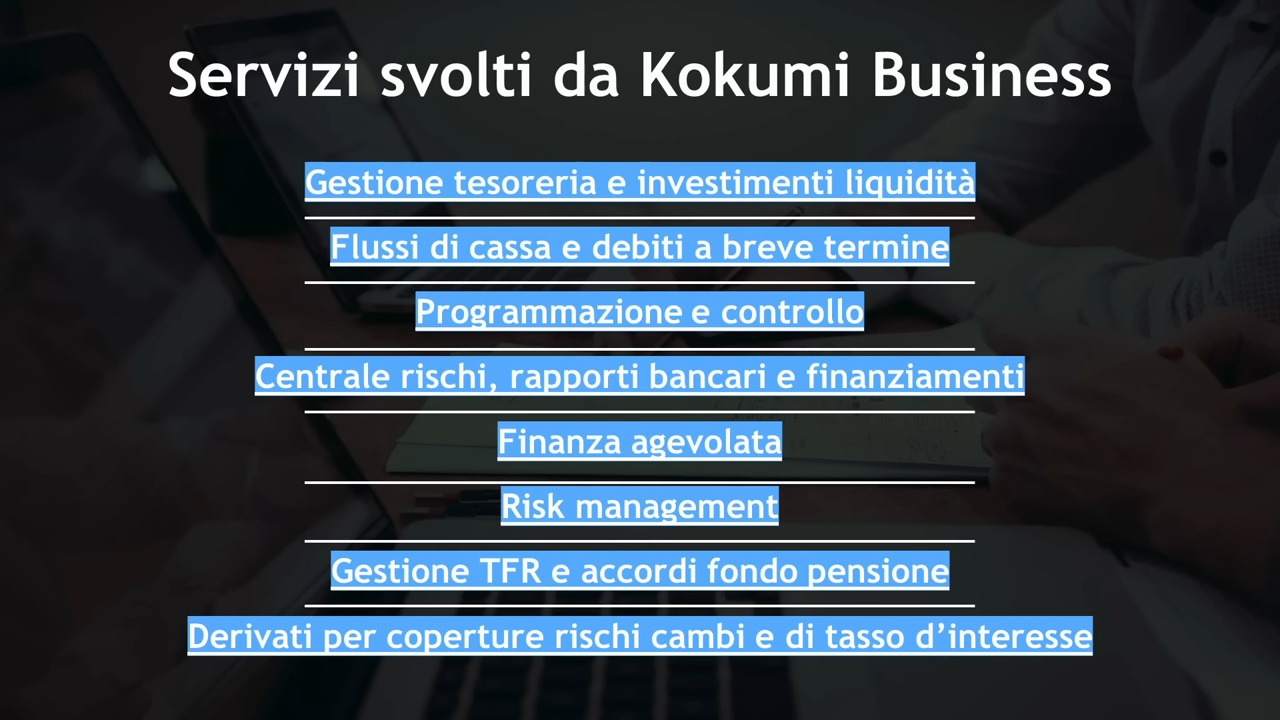 Servizi svolti da Kokumi Business
Gestione tesoreria e investimenti liquidità
Flussi di cassa e debiti a breve termine
Programmazione e controllo
Centrale rischi, rapporti bancari e finanziamenti
Finanza agevolata
Risk management
Gestione TFR e accordi fondo pensione
Derivati per coperture rischi cambi e di tasso d’interesse